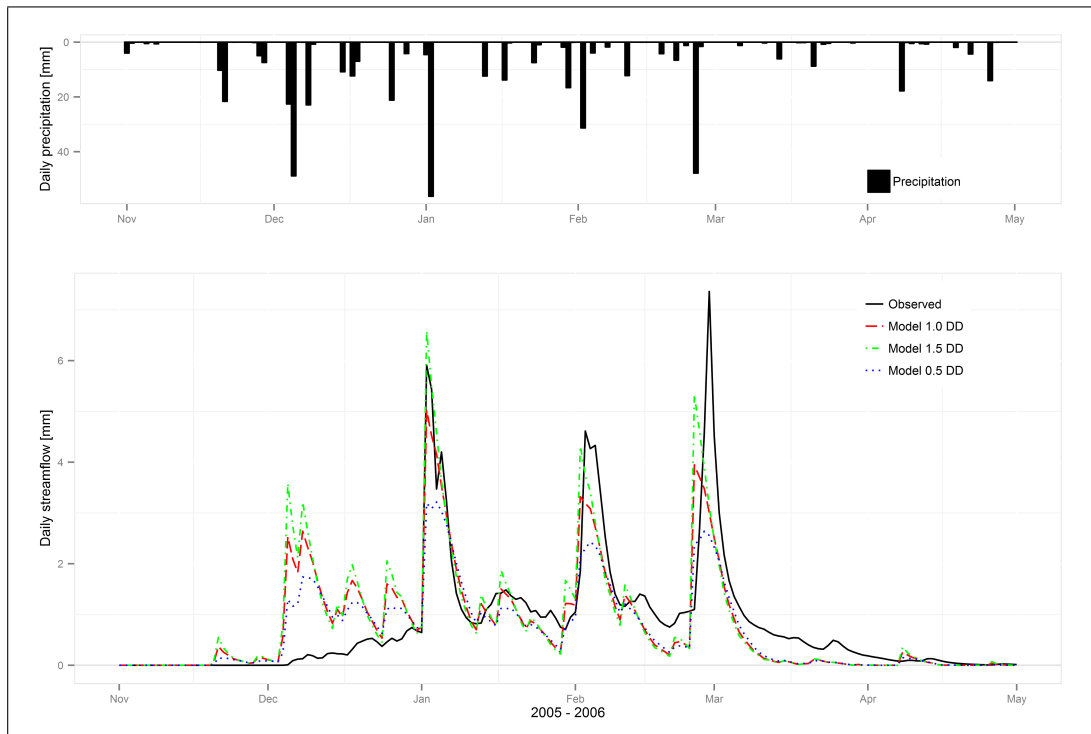 Daily precipitation [mm]
0
20
40
Precipitation
Nov Dec Jan Feb Mar Apr May
Daily streamflow [mm]
6
4
2
0
Observed
Model 1.0 DD
Model 1.5 DD
Model 0.5 DD
Nov Dec Jan Feb Mar Apr May
2005 - 2006